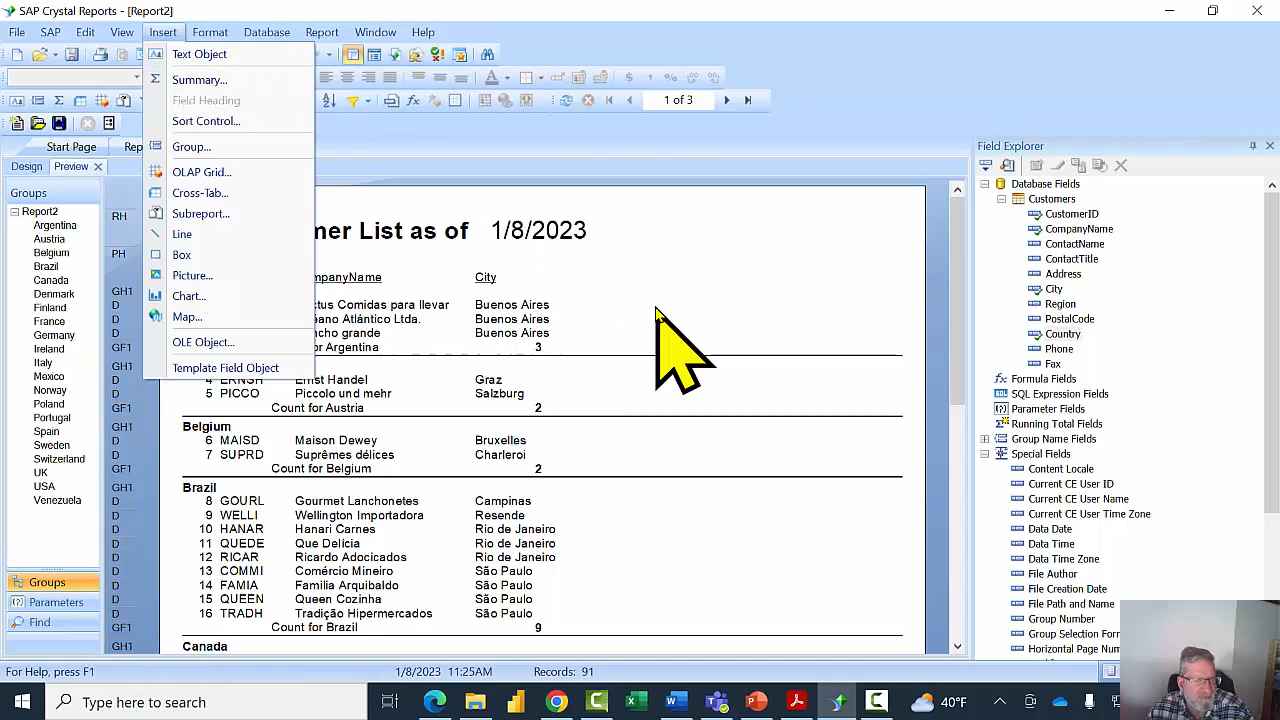 SAP Crystal Reports - [Report2]
File SAP Edit View Insert Format Database Report Window Help
Text Object
Summary...
Field Heading
Sort Control...
Group...
OLAP Grid...
Cross-Tab...
Subreport...
Line
Box
Picture...
Chart...
Map...
OLE Object...
Template Field Object
1 of 3
Start Page Rep
Design Preview
Groups
Report2
Argentina
Austria
Belgium
Brazil
Canada
Denmark
Finland
France
Germany
Ireland
Italy
Mexico
Norway
Poland
Portugal
Spain
Sweden
Switzerland
UK
USA
Venezuela
Groups
Parameters
Find
RH
PH
GH1
D
D
D
GF1
GH1
D
D
GF1
GH1
D
D
GF1
GH1
D
D
D
D
D
D
D
D
D
GF1
GH1
mer List as of 1/8/2023
mpanyName City
ctus Comidas para llevar Buenos Aires
éano Atlántico Ltda. Buenos Aires
ncho grande Buenos Aires
or Argentina 3
4 ERNSH Ernst Handel Graz
5 PICCO Piccolo und mehr Salzburg
Count for Austria 2
Belgium
6 MAISD Maison Dewey Bruxelles
7 SUPRD Suprêmes délices Charleroi
Count for Belgium 2
Brazil
8 GOURL Gourmet Lanchonetes Campinas
9 WELLI Wellington Importadora Resende
10 HANAR Hanari Carnes Rio de Janeiro
11 QUEDE Que Delícia Rio de Janeiro
12 RICAR Ricardo Adocicados Rio de Janeiro
13 COMMI Comércio Mineiro São Paulo
14 FAMIA Familia Arquibaldo São Paulo
15 QUEEN Queen Cozinha São Paulo
16 TRADH Tradição Hipermercados São Paulo
Count for Brazil 9
Canada
Field Explorer
Database Fields
Customers
CustomerID
CompanyName
ContactName
ContactTitle
Address
City
Region
PostalCode
Country
Phone
Fax
Formula Fields
SQL Expression Fields
Parameter Fields
Running Total Fields
Group Name Fields
Special Fields
Content Locale
Current CE User ID
Current CE User Name
Current CE User Time Zone
Data Date
Data Time
Data Time Zone
File Author
File Creation Date
File Path and Name
Group Number
Group Selection Form
Horizontal Page Num
For Help, press F1 1/8/2023 11:25AM Records: 91
Type here to search
40°F